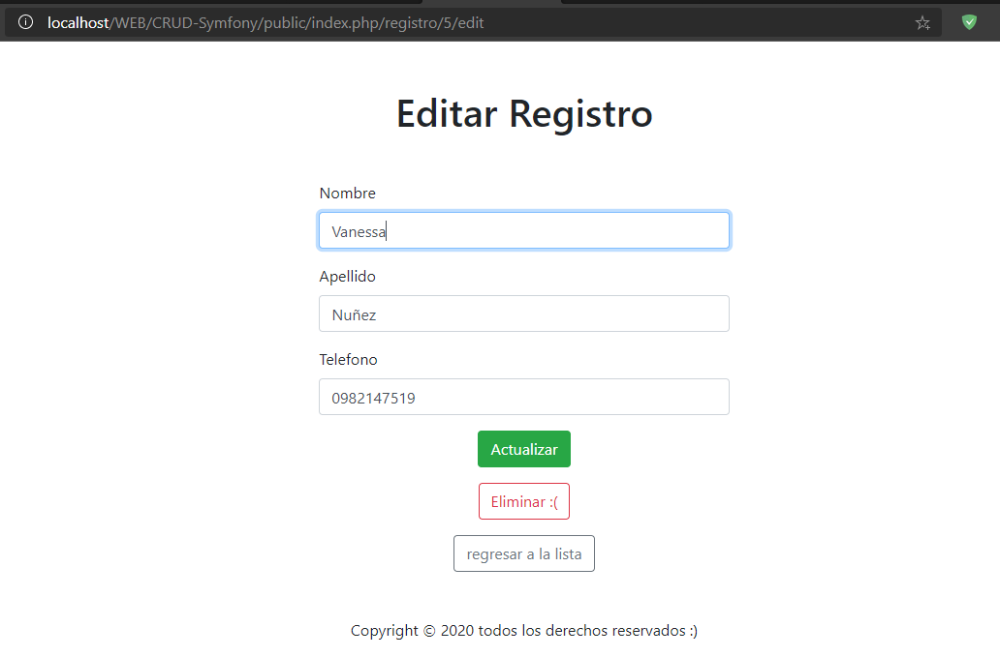 localhost/WEB/CRUD-Symfony/public/index.php/registro/5/edit
Editar Registro
Nombre
Vanessa
Apellido
Nuñez
Telefono
0982147519
Actualizar
Eliminar :(
regresar a la lista
Copyright © 2020 todos los derechos reservados :)